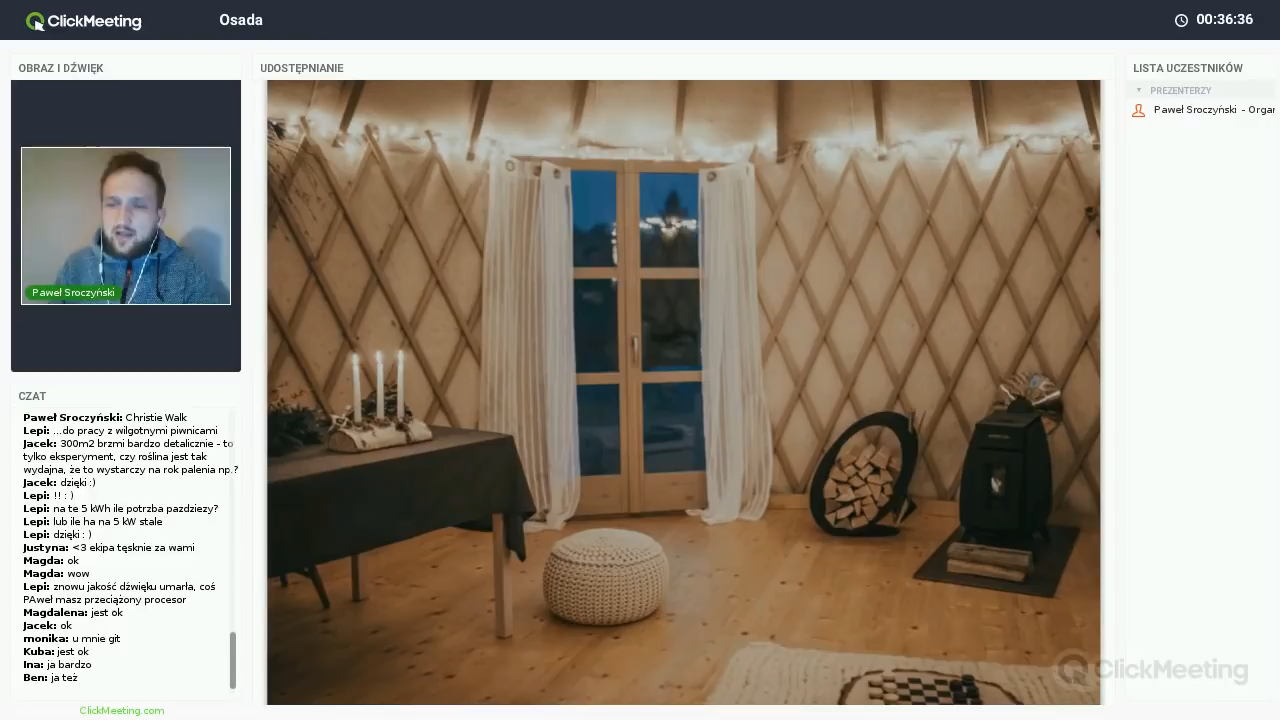 ClickMeeting
Osada
00:36:36
OBRAZ I DŹWIĘK
Paweł Sroczyński
CZAT
Paweł Sroczyński: Christie Walk
Lepi: ...do pracy z wilgotnymi piwnicami
Jacek: 300m2 brzmi bardzo detalicznie - to
tylko eksperyment, czy roślina jest tak
wydajna, że to wystarczy na rok palenia np.?
Jacek: dzięki :)
Lepi: !! : )
Lepi: na te 5 kWh ile potrzba pazdziezy?
Lepi: lub ile ha na 5 kW stale
Lepi: dzięki : )
Justyna: <3 ekipa tęsknie za wami
Magda: ok
Magda: wow
Lepi: znowu jakość dźwięku umarła, coś
PAweł masz przeciążony procesor
Magdalena: jest ok
Jacek: ok
monika: u mnie git
Kuba: jest ok
Ina: ja bardzo
Ben: ja też
ClickMeeting.com
UDOSTĘPNIANIE
ClickMeeting
LISTA UCZESTNIKÓW
PREZENTERZY
Paweł Sroczyński - Orgar